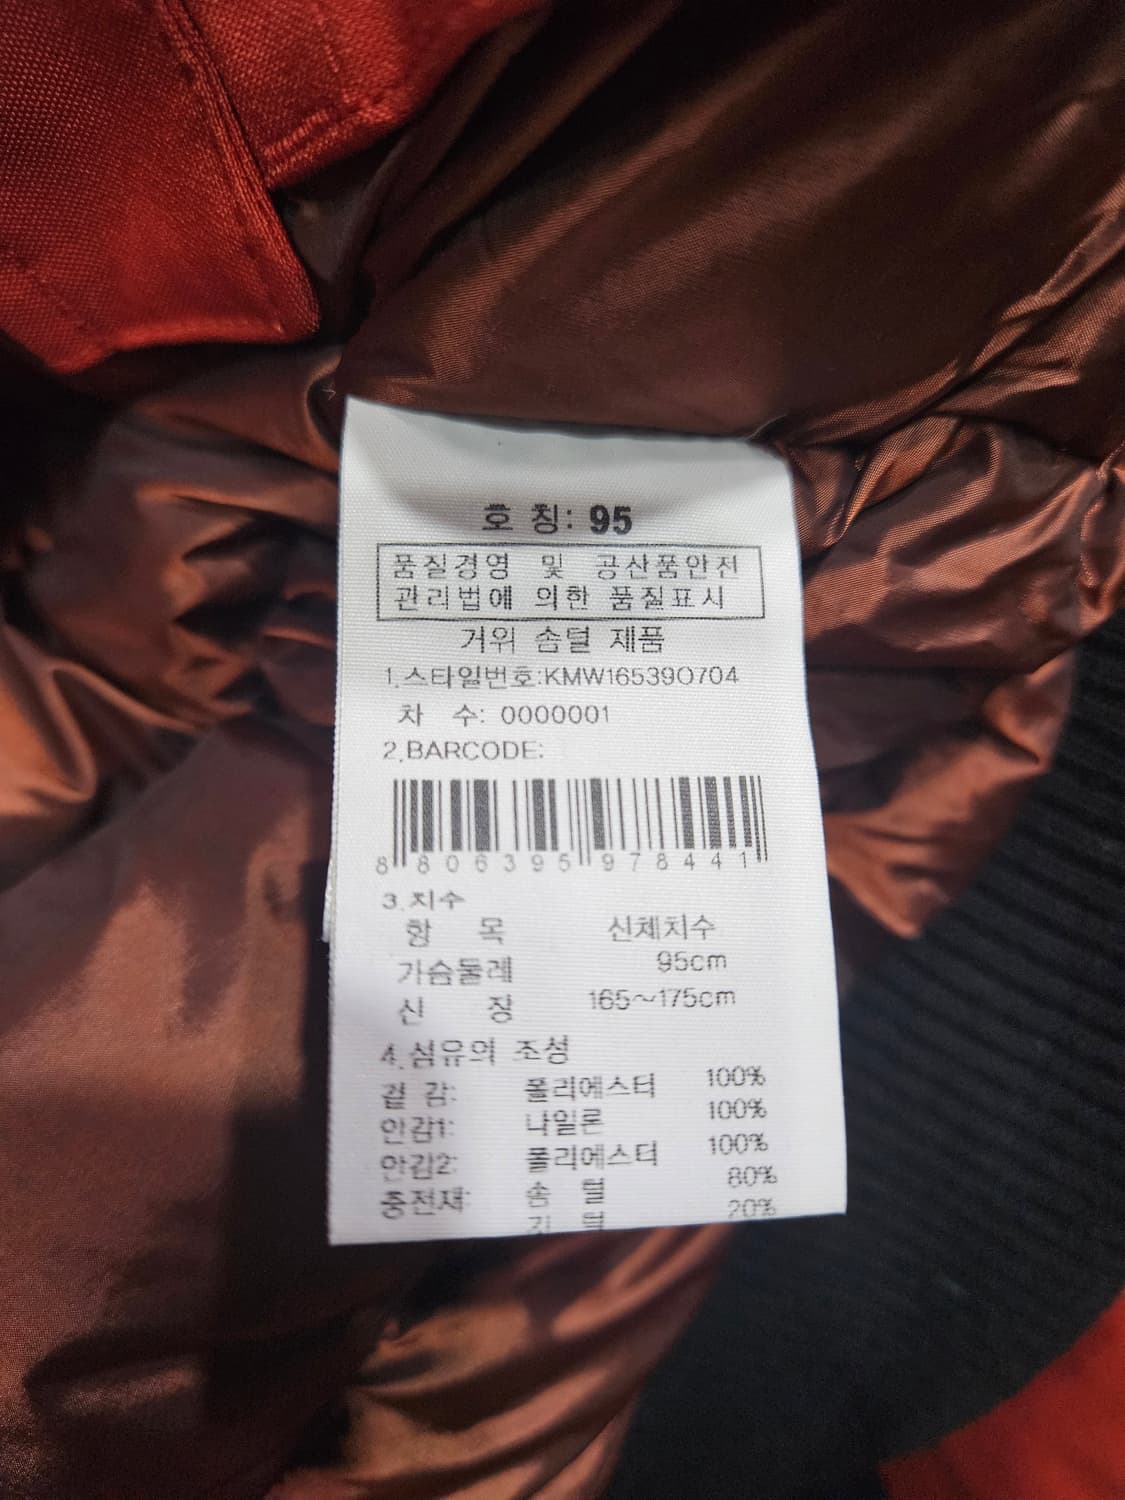 호 칭: 95
품질경영 및 공산품안전
관리법에 의한 품질표시
거위 솜털 제품
1.스타일번호:KMW16539O704
차 수: 0000001
2.BARCODE:
8 806395 978441
3.치수
항 목 신체치수
가슴둘레 95cm
신 장 165~175cm
4.섬유의 조성
겉 감: 폴리에스터 100%
안감1: 나일론 100%
안감2: 폴리에스터 100%
충전재: 솜 털 80%
깃 털 20%